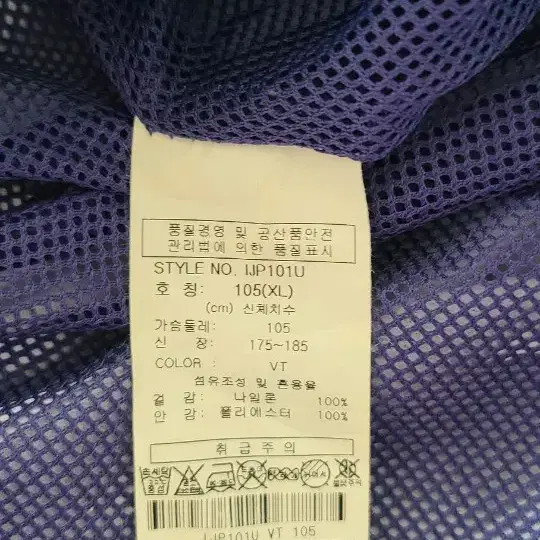 품질경영 및 공산품안전
관리법에 의한 품질표시
STYLE NO. IJP101U
호 칭: 105(XL)
(cm) 신체치수
가슴둘레: 105
신 장: 175~185
COLOR : VT
섬유조성 및 혼용율
겉 감: 나일론 100%
안 감: 폴리에스터 100%
취급주의
손세탁
IJP101U VT 105